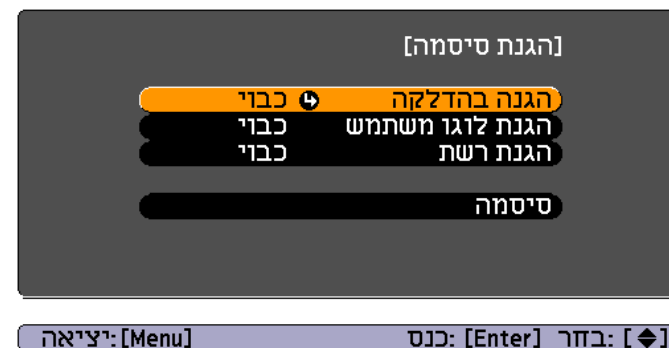 [הגנת סיסמה]
הגנה בהדלקה כבוי
הגנת לוגו משתמש כבוי
הגנת רשת כבוי
סיסמה
[◆] :בחר [Enter] :כנס [Menu] :יציאה